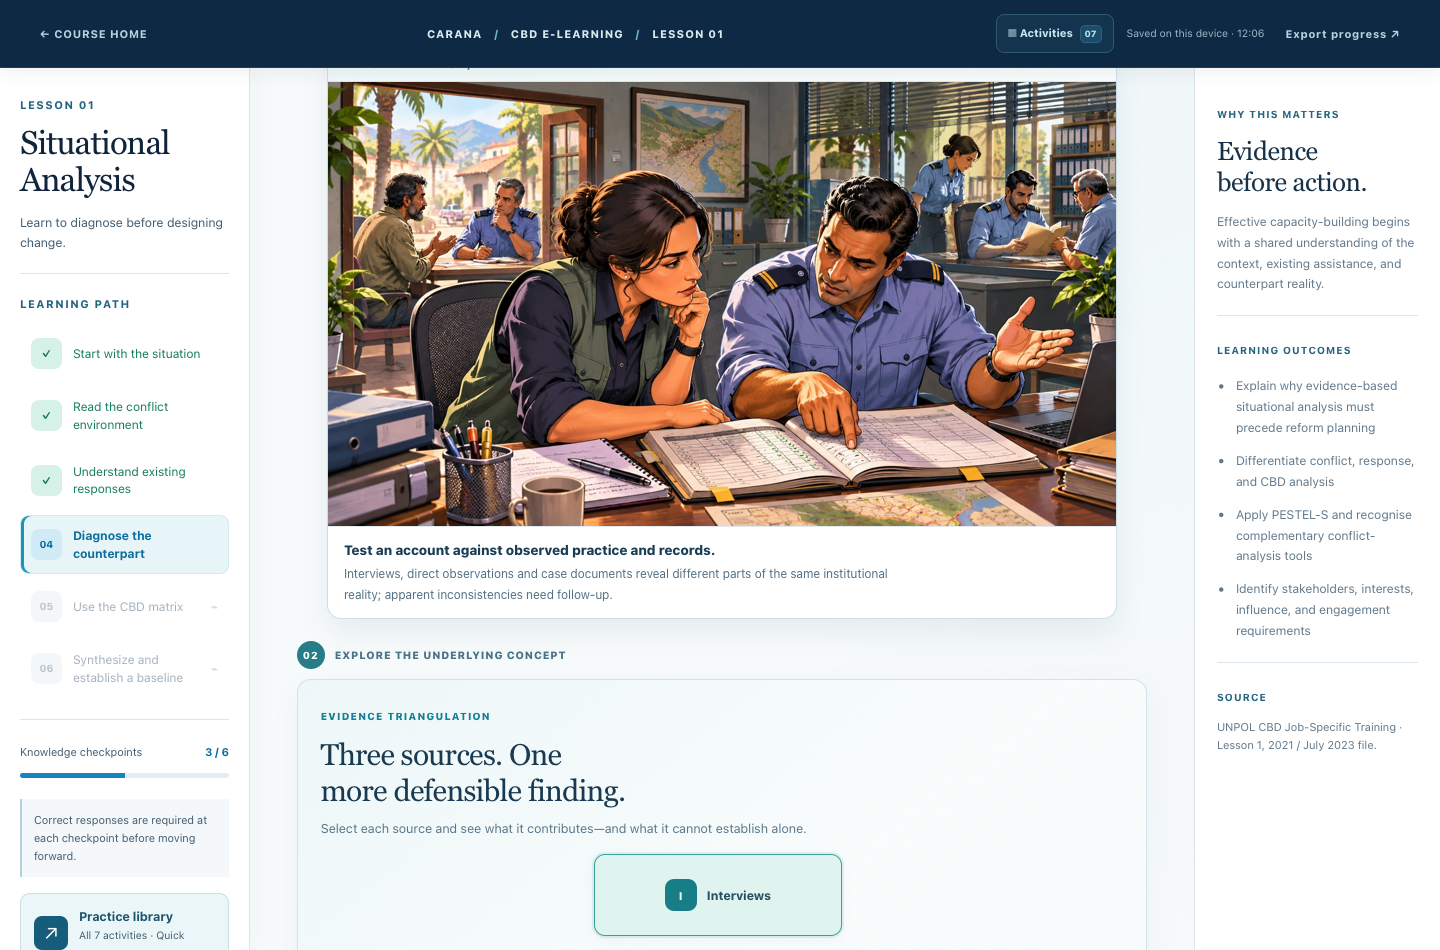 ← COURSE HOME
CARANA / CBD E-LEARNING / LESSON 01
Activities 07
Saved on this device · 12:06
Export progress ↗
LESSON 01
Situational
Analysis
Learn to diagnose before designing
change.
LEARNING PATH
✓ Start with the situation
✓ Read the conflict
environment
✓ Understand existing
responses
04 Diagnose the
counterpart
05 Use the CBD matrix
06 Synthesize and
establish a baseline
Knowledge checkpoints 3 / 6
Correct responses are required at
each checkpoint before moving
forward.
Practice library
All 7 activities · Quick
Test an account against observed practice and records.
Interviews, direct observations and case documents reveal different parts of the same institutional
reality; apparent inconsistencies need follow-up.
02 EXPLORE THE UNDERLYING CONCEPT
EVIDENCE TRIANGULATION
Three sources. One
more defensible finding.
Select each source and see what it contributes—and what it cannot establish alone.
I Interviews
WHY THIS MATTERS
Evidence
before action.
Effective capacity-building begins
with a shared understanding of the
context, existing assistance, and
counterpart reality.
LEARNING OUTCOMES
• Explain why evidence-based
situational analysis must
precede reform planning
• Differentiate conflict, response,
and CBD analysis
• Apply PESTEL-S and recognise
complementary conflict-
analysis tools
• Identify stakeholders, interests,
influence, and engagement
requirements
SOURCE
UNPOL CBD Job-Specific Training ·
Lesson 1, 2021 / July 2023 file.